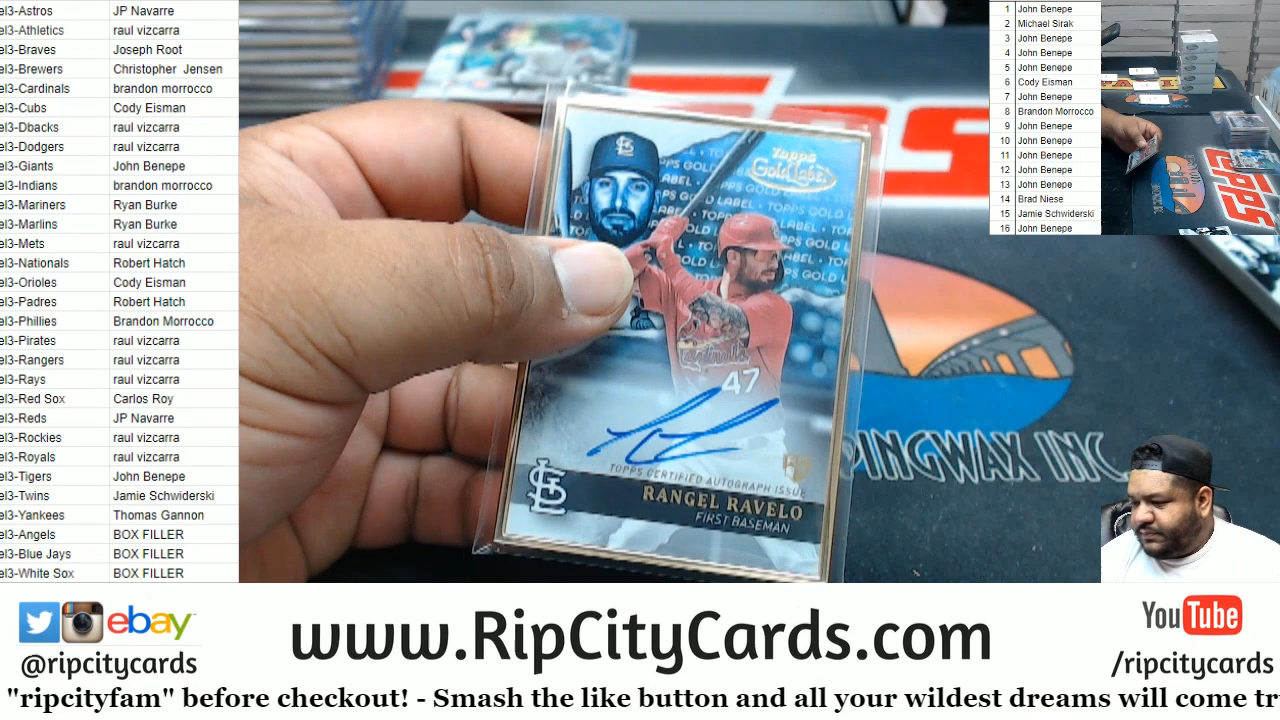 el3-Astros JP Navarre
el3-Athletics raul vizcarra
el3-Braves Joseph Root
el3-Brewers Christopher Jensen
el3-Cardinals brandon morrocco
el3-Cubs Cody Eisman
el3-Dbacks raul vizcarra
el3-Dodgers raul vizcarra
el3-Giants John Benepe
el3-Indians brandon morrocco
el3-Mariners Ryan Burke
el3-Marlins Ryan Burke
el3-Mets raul vizcarra
el3-Nationals Robert Hatch
el3-Orioles Cody Eisman
el3-Padres Robert Hatch
el3-Phillies Brandon Morrocco
el3-Pirates raul vizcarra
el3-Rangers raul vizcarra
el3-Rays raul vizcarra
el3-Red Sox Carlos Roy
el3-Reds JP Navarre
el3-Rockies raul vizcarra
el3-Royals raul vizcarra
el3-Tigers John Benepe
el3-Twins Jamie Schwiderski
el3-Yankees Thomas Gannon
el3-Angels BOX FILLER
el3-Blue Jays BOX FILLER
el3-White Sox BOX FILLER
Topps
Gold Label
Cardinals
47
TOPPS CERTIFIED AUTOGRAPH ISSUE
RANGEL RAVELO
FIRST BASEMAN
PINGWAX INC.
1 John Benepe
2 Michael Sirak
3 John Benepe
4 John Benepe
5 John Benepe
6 Cody Eisman
7 John Benepe
8 Brandon Morrocco
9 John Benepe
10 John Benepe
11 John Benepe
12 John Benepe
13 John Benepe
14 Brad Niese
15 Jamie Schwiderski
16 John Benepe
ebay
@ripcitycards
www.RipCityCards.com
YouTube
/ripcitycards
"ripcityfam" before checkout! - Smash the like button and all your wildest dreams will come tr